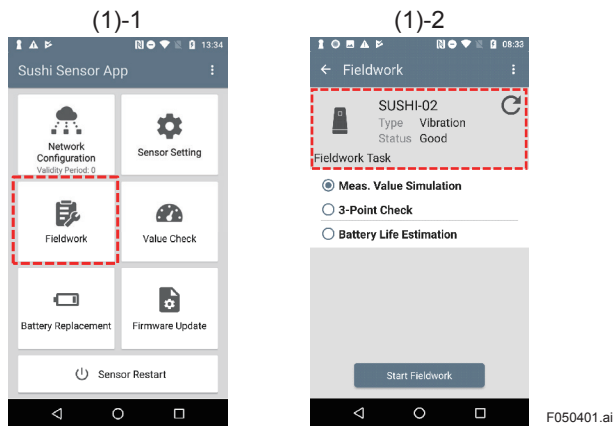 (1)-1
13:34
Sushi Sensor App
Network
Configuration
Validity Period: 0
Sensor Setting
Fieldwork
Value Check
Battery Replacement
Firmware Update
Sensor Restart
(1)-2
08:33
Fieldwork
SUSHI-02
Type Vibration
Status Good
Fieldwork Task
Meas. Value Simulation
3-Point Check
Battery Life Estimation
Start Fieldwork
F050401.ai